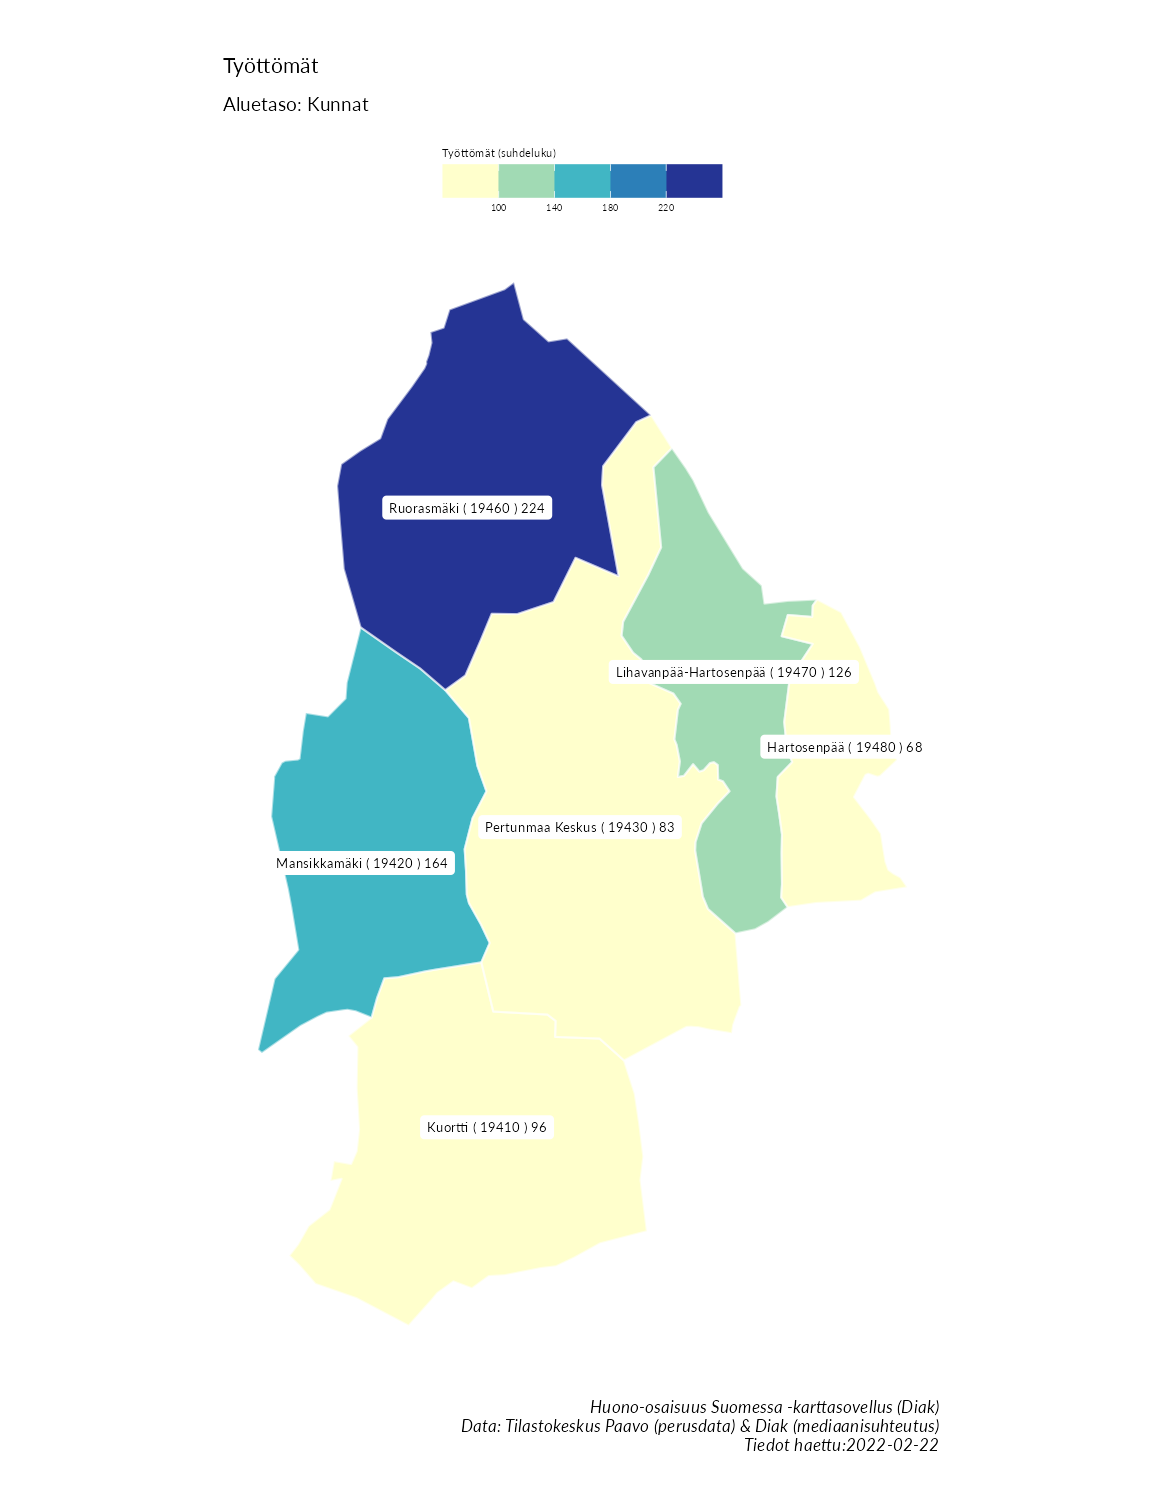 Työttömät
Aluetaso: Kunnat
Työttömät (suhdeluku)
100 140 180 220
Ruorasmäki ( 19460 ) 224
Lihavanpää-Hartosenpää ( 19470 ) 126
Hartosenpää ( 19480 ) 68
Pertunmaa Keskus ( 19430 ) 83
Mansikkamäki ( 19420 ) 164
Kuortti ( 19410 ) 96
Huono-osaisuus Suomessa -karttasovellus (Diak)
Data: Tilastokeskus Paavo (perusdata) & Diak (mediaanisuhteutus)
Tiedot haettu:2022-02-22